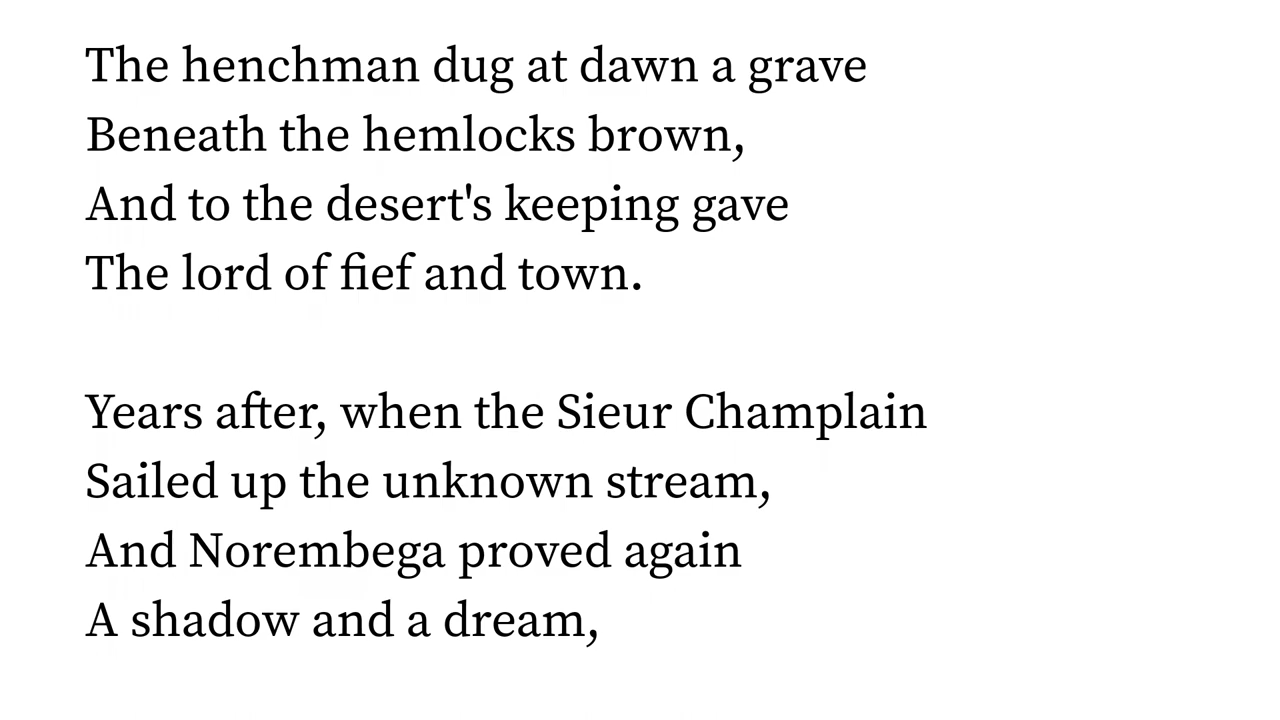 The henchman dug at dawn a grave
Beneath the hemlocks brown,
And to the desert's keeping gave
The lord of fief and town.

Years after, when the Sieur Champlain
Sailed up the unknown stream,
And Norembega proved again
A shadow and a dream,